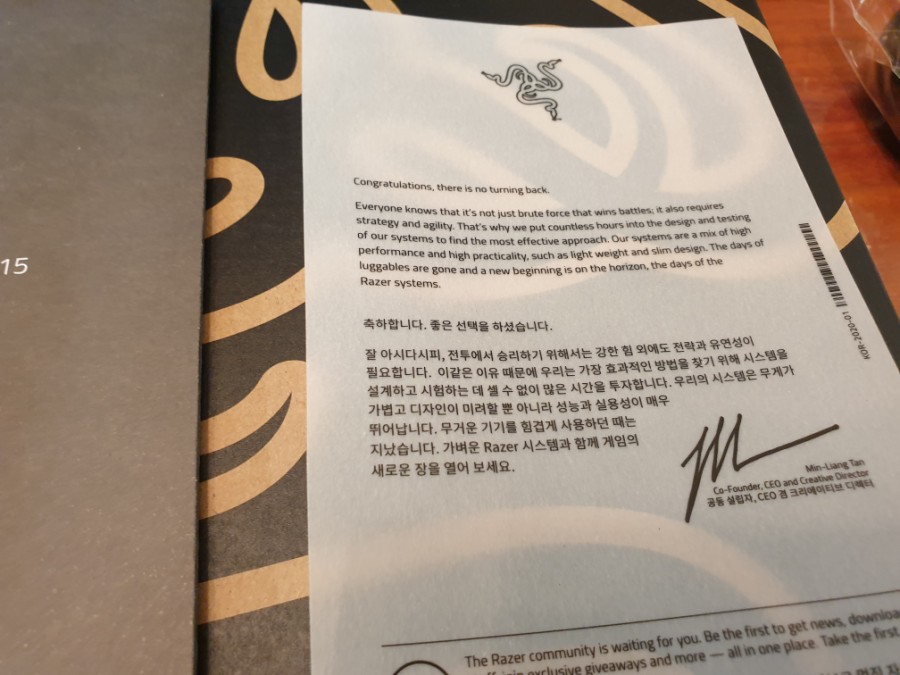 15
Congratulations, there is no turning back.
Everyone knows that it's not just brute force that wins battles; it also requires
strategy and agility. That's why we put countless hours into the design and testing
of our systems to find the most effective approach. Our systems are a mix of high
performance and high practicality, such as light weight and slim design. The days of
luggables are gone and a new beginning is on the horizon, the days of the
Razer systems.
축하합니다. 좋은 선택을 하셨습니다.
잘 아시다시피, 전투에서 승리하기 위해서는 강한 힘 외에도 전략과 유연성이
필요합니다. 이같은 이유 때문에 우리는 가장 효과적인 방법을 찾기 위해 시스템을
설계하고 시험하는 데 셀 수 없이 많은 시간을 투자합니다. 우리의 시스템은 무게가
가볍고 디자인이 미려할 뿐 아니라 성능과 실용성이 매우
뛰어납니다. 무거운 기기를 힘겹게 사용하던 때는
지났습니다. 가벼운 Razer 시스템과 함께 게임의
새로운 장을 열어 보세요.
KOR-2020-01
Min-Liang Tan
Co-Founder, CEO and Creative Director
공동 설립자, CEO 겸 크리에이티브 디렉터
The Razer community is waiting for you. Be the first to get news, downloa
join exclusive giveaways and more — all in one place. Take the first